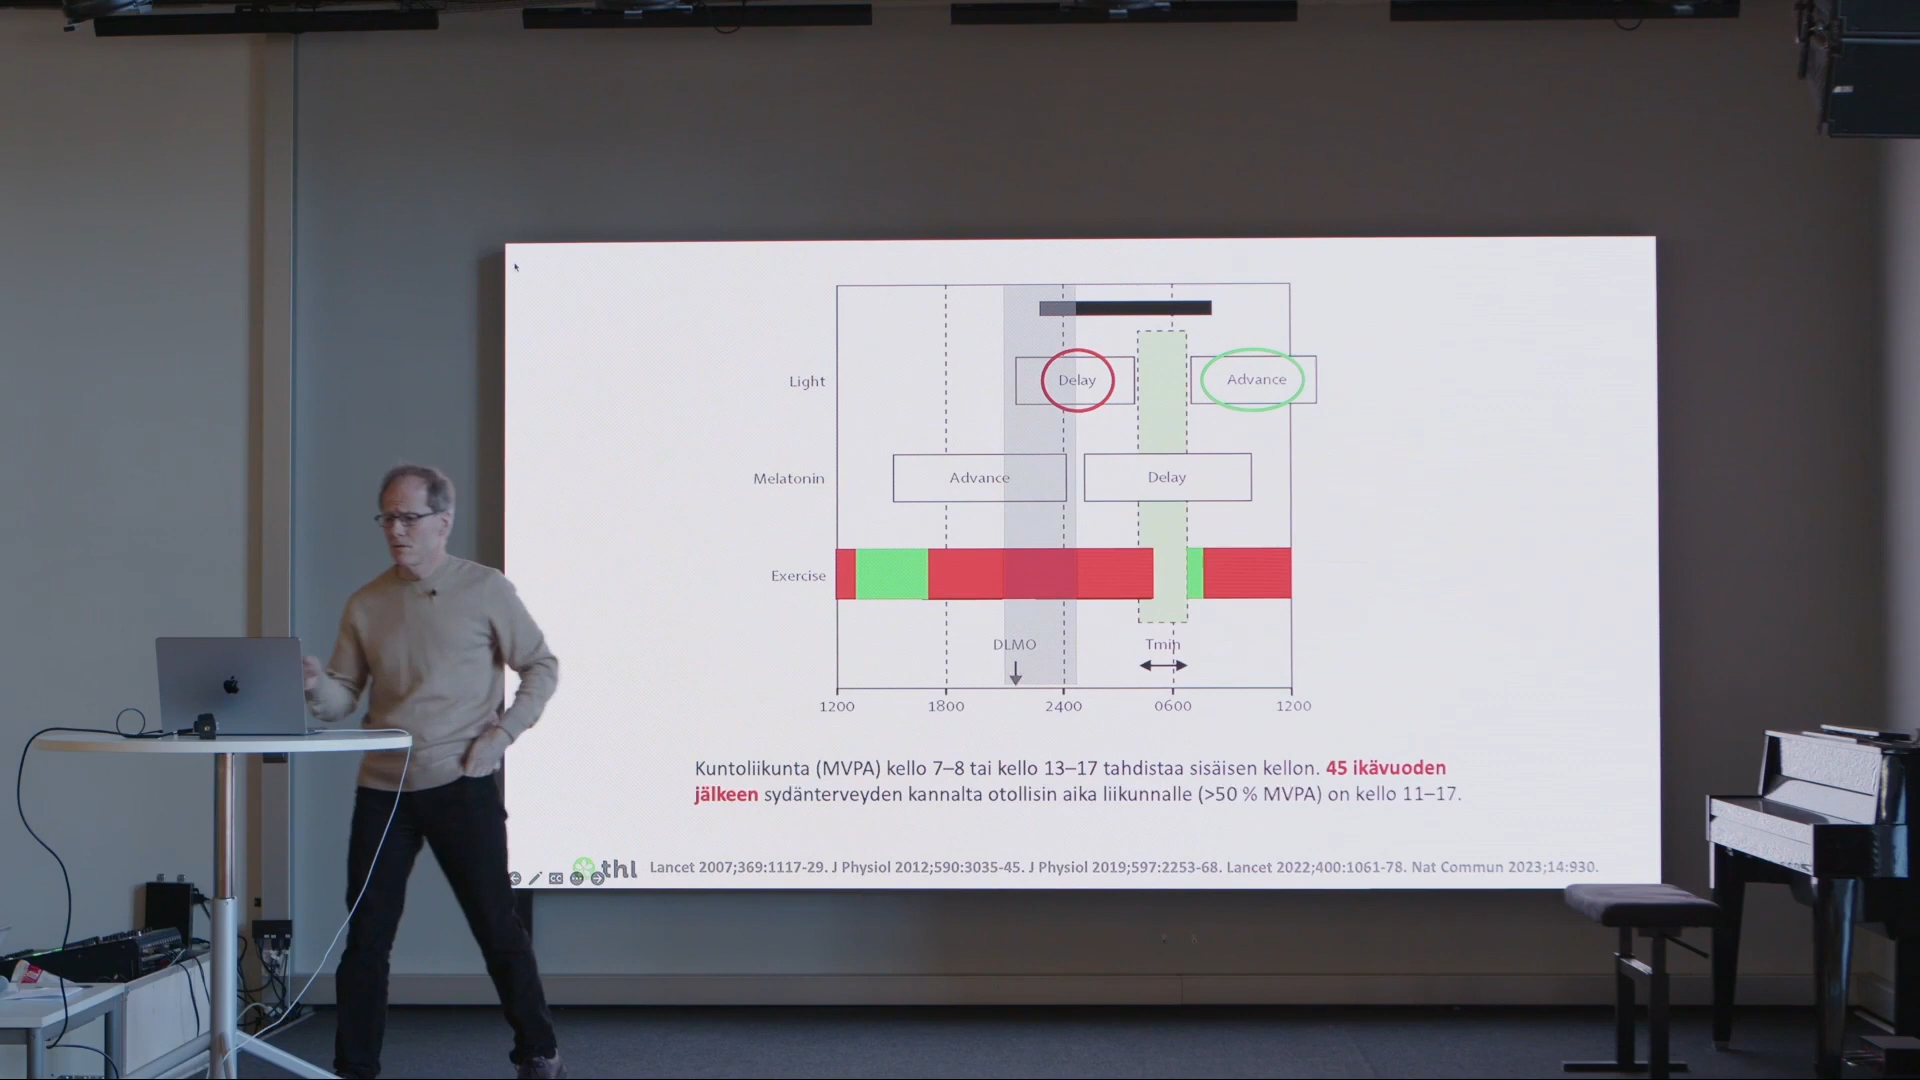 Light
Delay
Advance
Melatonin
Advance
Delay
Exercise
DLMO
Tmin
1200
1800
2400
0600
1200
Kuntoliikunta (MVPA) kello 7–8 tai kello 13–17 tahdistaa sisäisen kellon. 45 ikävuoden
jälkeen sydänterveyden kannalta otollisin aika liikunnalle (>50 % MVPA) on kello 11–17.
thl
Lancet 2007;369:1117-29. J Physiol 2012;590:3035-45. J Physiol 2019;597:2253-68. Lancet 2022;400:1061-78. Nat Commun 2023;14:930.